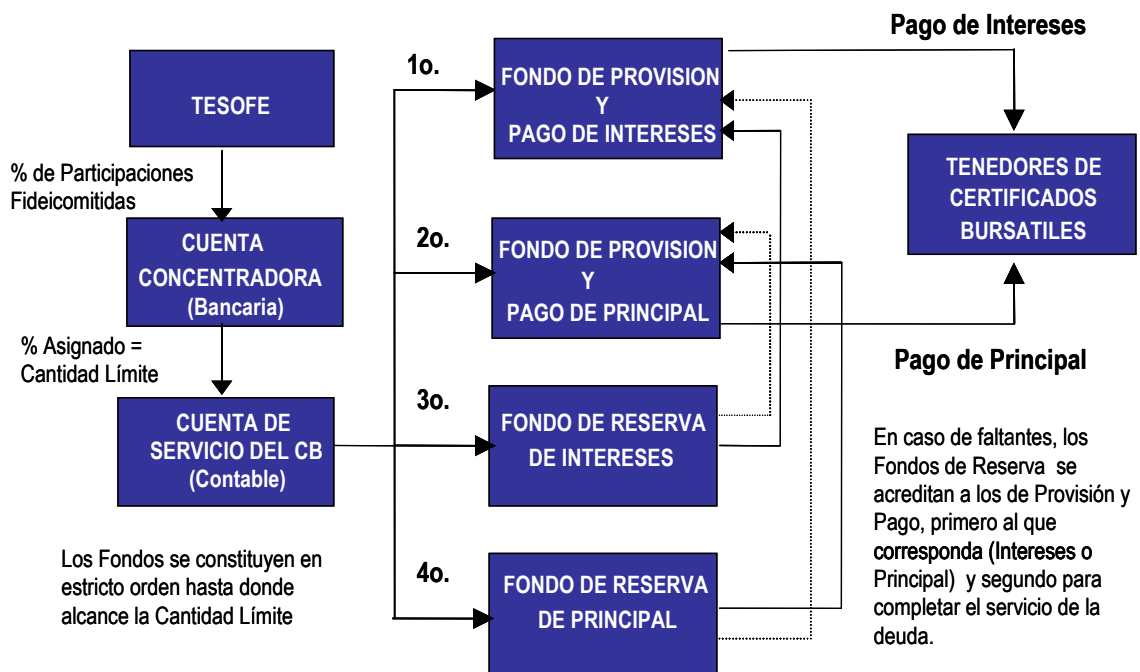 TESOFE
% de Participaciones
Fideicomitidas
CUENTA
CONCENTRADORA
(Bancaria)
% Asignado =
Cantidad Límite
CUENTA DE
SERVICIO DEL CB
(Contable)
Los Fondos se constituyen en
estricto orden hasta donde
alcance la Cantidad Límite
1o.
FONDO DE PROVISION
Y
PAGO DE INTERESES
2o.
FONDO DE PROVISION
Y
PAGO DE PRINCIPAL
3o.
FONDO DE RESERVA
DE INTERESES
4o.
FONDO DE RESERVA
DE PRINCIPAL
Pago de Intereses
TENEDORES DE
CERTIFICADOS
BURSATILES
Pago de Principal
En caso de faltantes, los
Fondos de Reserva se
acreditan a los de Provisión y
Pago, primero al que
corresponda (Intereses o
Principal) y segundo para
completar el servicio de la
deuda.